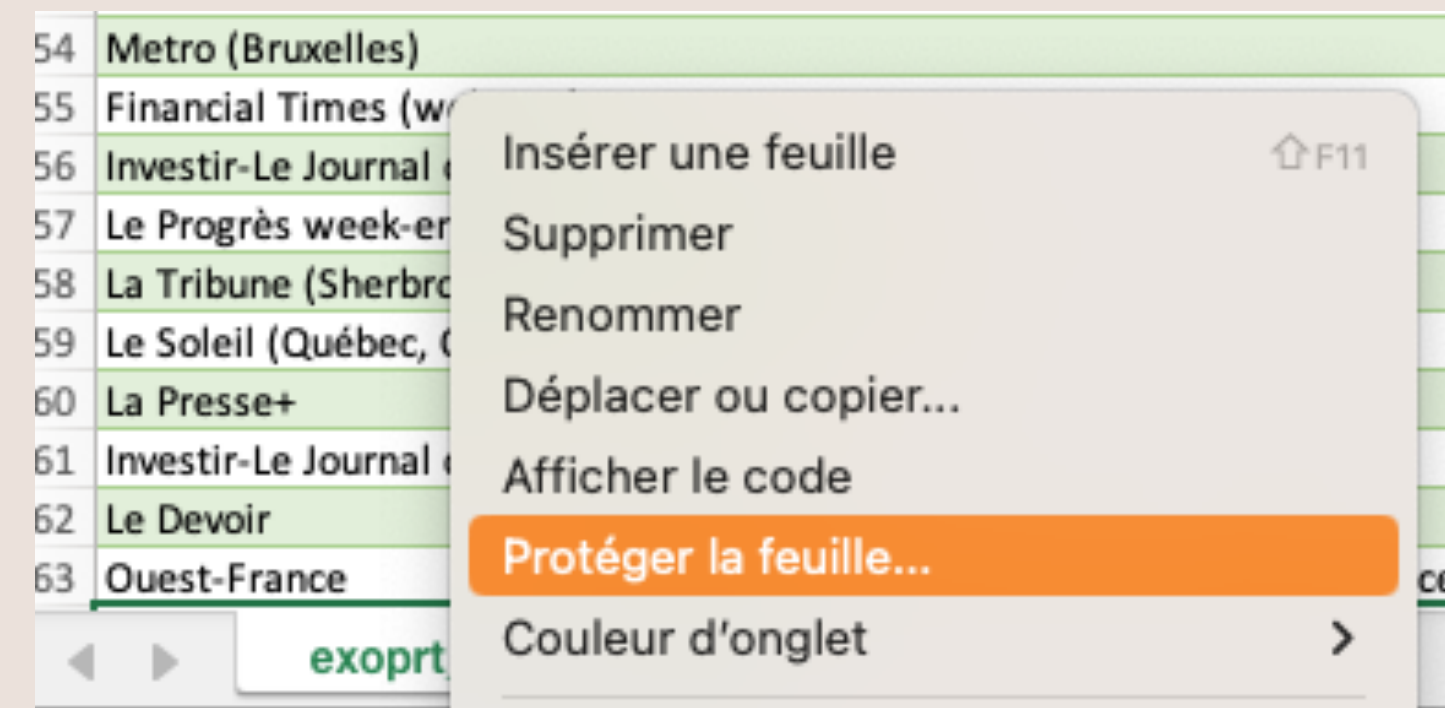 54 Metro (Bruxelles)
55 Financial Times (w
56 Investir-Le Journal
57 Le Progrès week-er
58 La Tribune (Sherbro
59 Le Soleil (Québec,
60 La Presse+
61 Investir-Le Journal
62 Le Devoir
63 Ouest-France
ce
exoprt
Insérer une feuille ⇧F11
Supprimer
Renommer
Déplacer ou copier...
Afficher le code
Protéger la feuille...
Couleur d’onglet